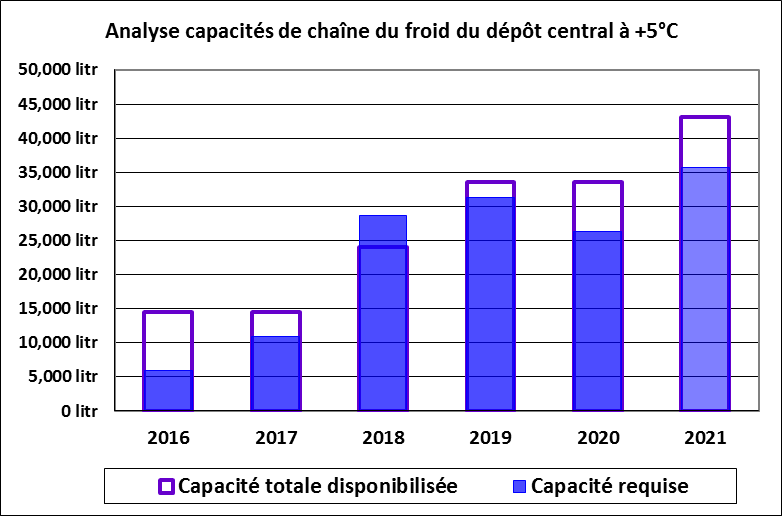 Analyse capacités de chaîne du froid du dépôt central à +5°C
50,000 litr
45,000 litr
40,000 litr
35,000 litr
30,000 litr
25,000 litr
20,000 litr
15,000 litr
10,000 litr
5,000 litr
0 litr
2016 2017 2018 2019 2020 2021
Capacité totale disponibilisée Capacité requise